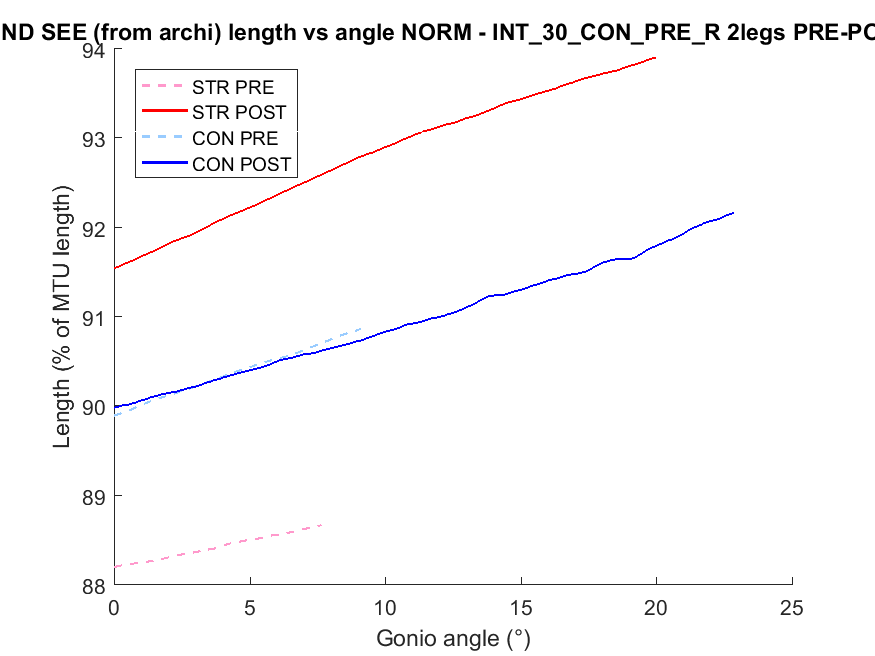 ND SEE (from archi) length vs angle NORM - INT_30_CON_PRE_R 2legs PRE-PO
94
93
92
91
90
89
88
Length (% of MTU length)
STR PRE
STR POST
CON PRE
CON POST
0 5 10 15 20 25
Gonio angle (°)